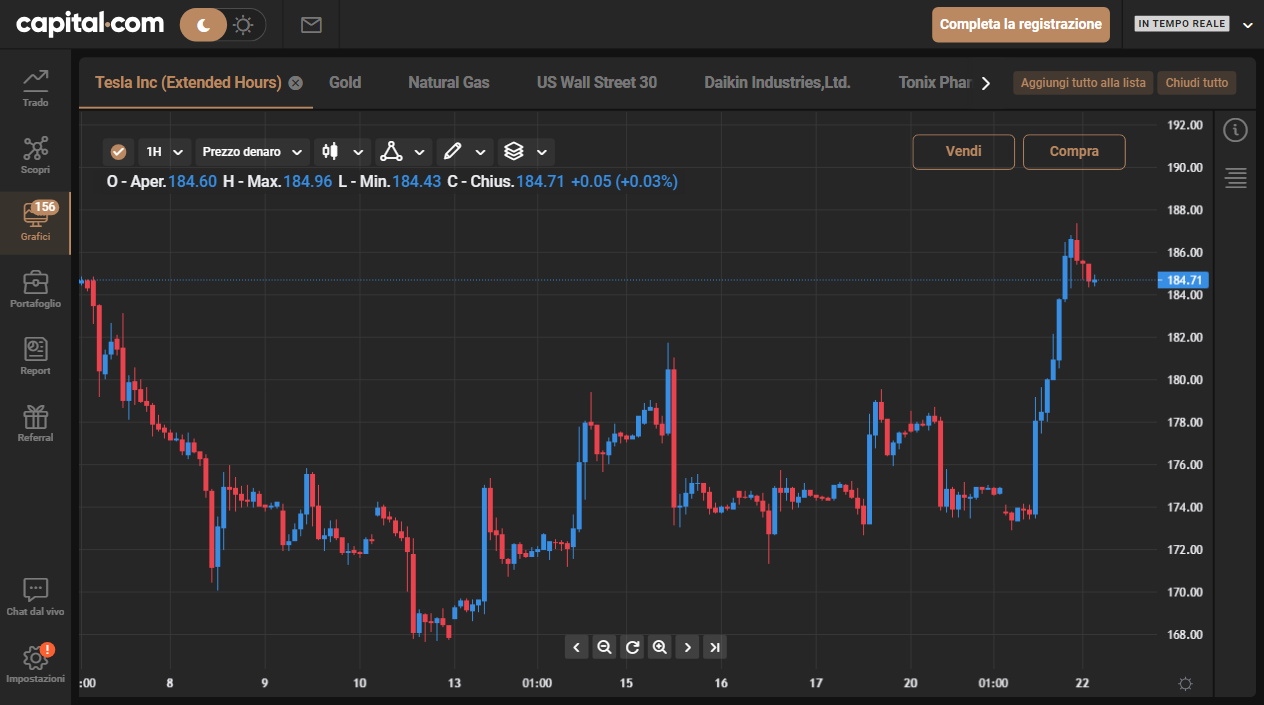 capital.com
Completa la registrazione
IN TEMPO REALE
Tesla Inc (Extended Hours)
Gold
Natural Gas
US Wall Street 30
Daikin Industries,Ltd.
Tonix Phar
Aggiungi tutto alla lista
Chiudi tutto
Trado
Scopri
156
Grafici
Portafoglio
Report
Referral
Chat dal vivo
!
Impostazioni
1H
Prezzo denaro
Vendi
Compra
O - Aper.184.60 H - Max.184.96 L - Min.184.43 C - Chius.184.71 +0.05 (+0.03%)
192.00
190.00
188.00
186.00
184.71
184.00
182.00
180.00
178.00
176.00
174.00
172.00
170.00
168.00
:00 8 9 10 13 01:00 15 16 17 20 01:00 22